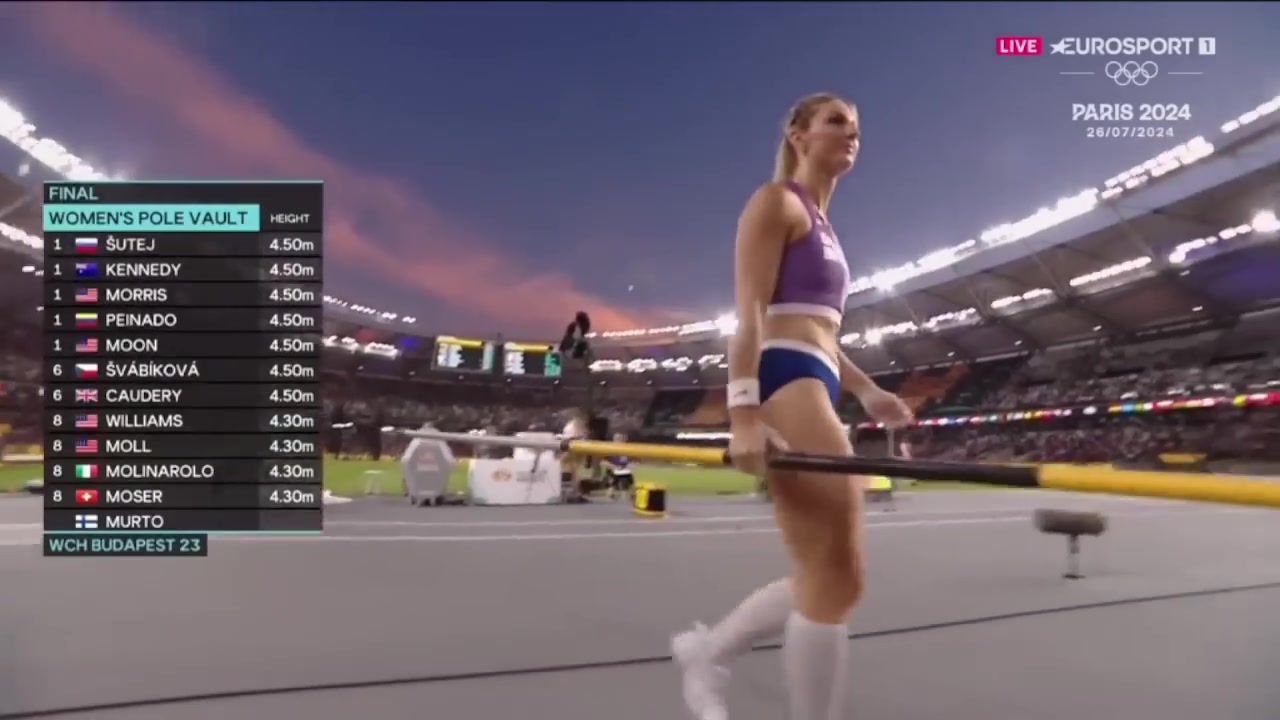 LIVE EUROSPORT 1
PARIS 2024
26/07/2024
FINAL
WOMEN'S POLE VAULT HEIGHT
1 ŠUTEJ 4.50m
1 KENNEDY 4.50m
1 MORRIS 4.50m
1 PEINADO 4.50m
1 MOON 4.50m
6 ŠVÁBÍKOVÁ 4.50m
6 CAUDERY 4.50m
8 WILLIAMS 4.30m
8 MOLL 4.30m
8 MOLINAROLO 4.30m
8 MOSER 4.30m
MURTO
WCH BUDAPEST 23